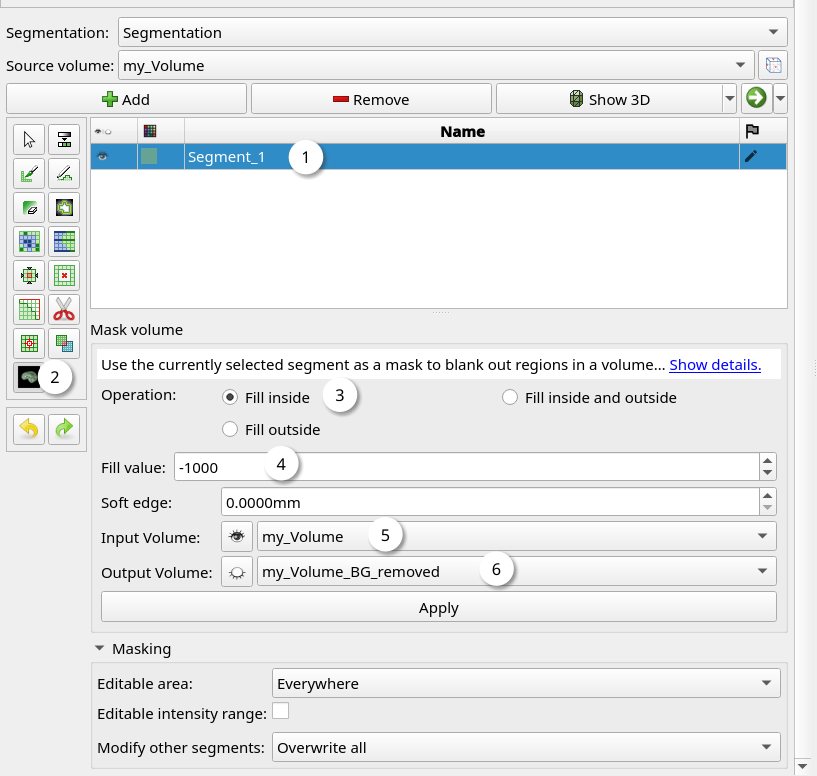 Segmentation: Segmentation
Source volume: my_Volume
Add Remove Show 3D
Name
Segment_1 1
2
Mask volume
Use the currently selected segment as a mask to blank out regions in a volume... Show details.
Operation: Fill inside 3 Fill inside and outside
Fill outside
Fill value: -1000 4
Soft edge: 0.0000mm
Input Volume: my_Volume 5
Output Volume: my_Volume_BG_removed 6
Apply
Masking
Editable area: Everywhere
Editable intensity range:
Modify other segments: Overwrite all